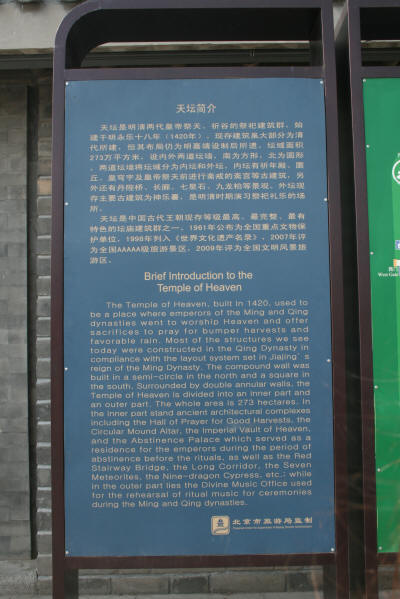 天坛简介
天坛是明清两代皇帝祭天、祈谷的祭祀建筑群，始
建于明永乐十八年（1420年），现存建筑虽大部分为清
代所建，但其布局仍为明嘉靖设制后所遗，坛域面积
273万平方米，设内外两道坛墙，南为方形，北为圆形
，两道坛墙将坛域分为内坛和外坛。内坛有祈年殿、圜
丘、皇穹宇及皇帝祭天前进行斋戒的斋宫等古建筑，另
外还有丹陛桥、长廊、七星石、九龙柏等景观。外坛现
存主要古建筑为神乐署，是明清时期演习祭祀礼乐的场
所。
天坛是中国古代王朝现存等级最高、最完整、最有
特色的坛庙建筑群之一。1961年公布为全国重点文物保
护单位，1998年列入《世界文化遗产名录》，2007年评
为全国AAAAA级旅游景区，2009年评为全国文明风景旅
游区。
Brief Introduction to the
Temple of Heaven
The Temple of Heaven, built in 1420, used to
be a place where emperors of the Ming and Qing
dynasties went to worship Heaven and offer
sacrifices to pray for bumper harvests and
favorable rain. Most of the structures we see
today were constructed in the Qing Dynasty in
compliance with the layout system set in Jiajing's
reign of the Ming Dynasty. The compound wall was
built in a semi-circle in the north and a square in
the south. Surrounded by double annular walls, the
Temple of Heaven is divided into an inner part and
an outer part. The whole area is 273 hectares. In
the inner part stand ancient architectural complexes
including the Hall of Prayer for Good Harvests, the
Circular Mound Altar, the Imperial Vault of Heaven,
and the Abstinence Palace which served as a
residence for the emperors during the period of
abstinence before the rituals, as well as the Red
Stairway Bridge, the Long Corridor, the Seven
Meteorites, the Nine-dragon Cypress, etc.; while
in the outer part lies the Divine Music Office used
for the rehearsal of ritual music for ceremonies
during the Ming and Qing dynasties.
北京市旅游局监制
West Gate